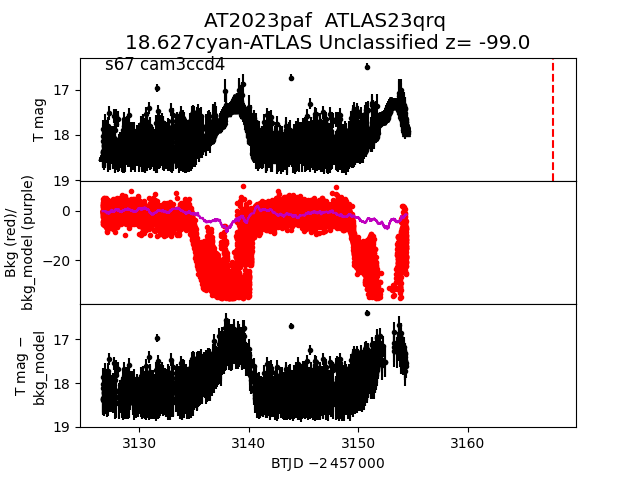 AT2023paf  ATLAS23qrq
18.627cyan-ATLAS Unclassified z= -99.0
s67 cam3ccd4
T mag
17
18
19
Bkg (red)/
bkg_model (purple)
0
−20
T mag −
bkg_model
17
18
19
3130 3140 3150 3160
BTJD −2 457 000